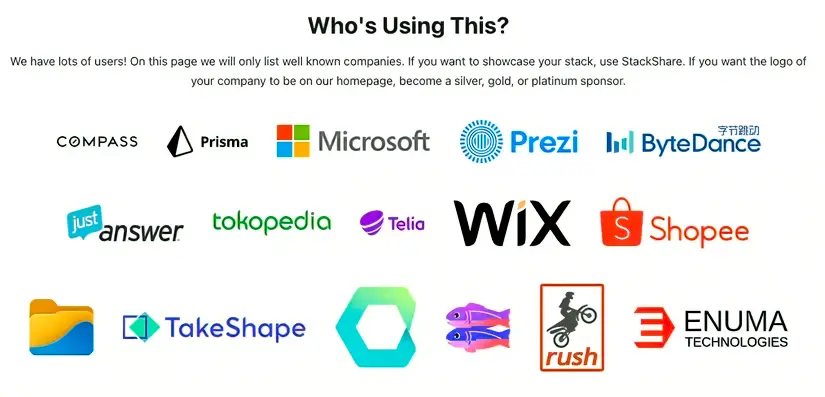 Who's Using This?
We have lots of users! On this page we will only list well known companies. If you want to showcase your stack, use StackShare. If you want the logo of
your company to be on our homepage, become a silver, gold, or platinum sponsor.
COMPASS
Prisma
Microsoft
Prezi
字节跳动
ByteDance
just
answer
tokopedia
Telia
WiX
Shopee
TakeShape
rush
ENUMA
TECHNOLOGIES